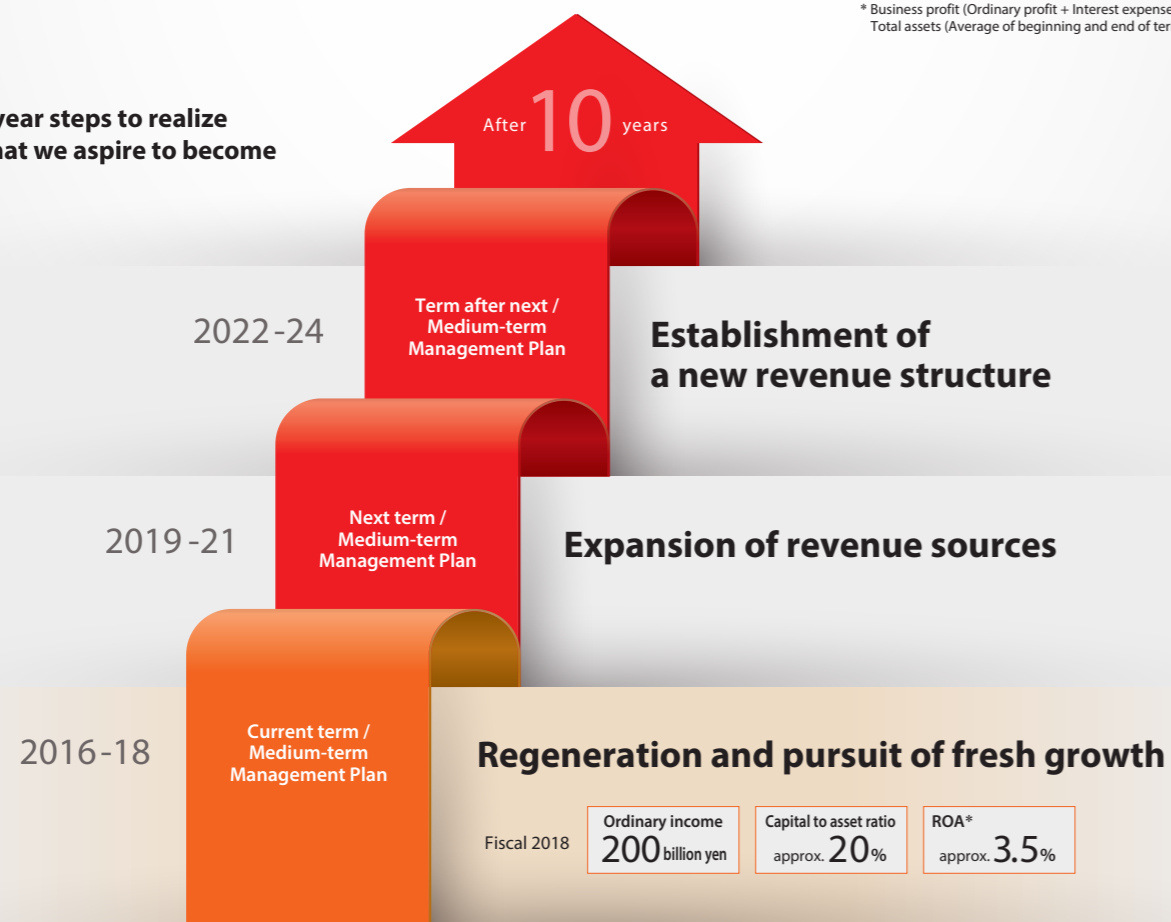 * Business profit (Ordinary profit + Interest expense
Total assets (Average of beginning and end of
year steps to realize
we aspire to become
After 10 years
2022-24
Term after next /
Medium-term
Management Plan
Establishment of
a new revenue structure
2019-21
Next term /
Medium-term
Management Plan
Expansion of revenue sources
2016-18
Current term /
Medium-term
Management Plan
Regeneration and pursuit of fresh growth
Fiscal 2018
Ordinary income
200 billion yen
Capital to asset ratio
approx. 20%
ROA*
approx. 3.5%